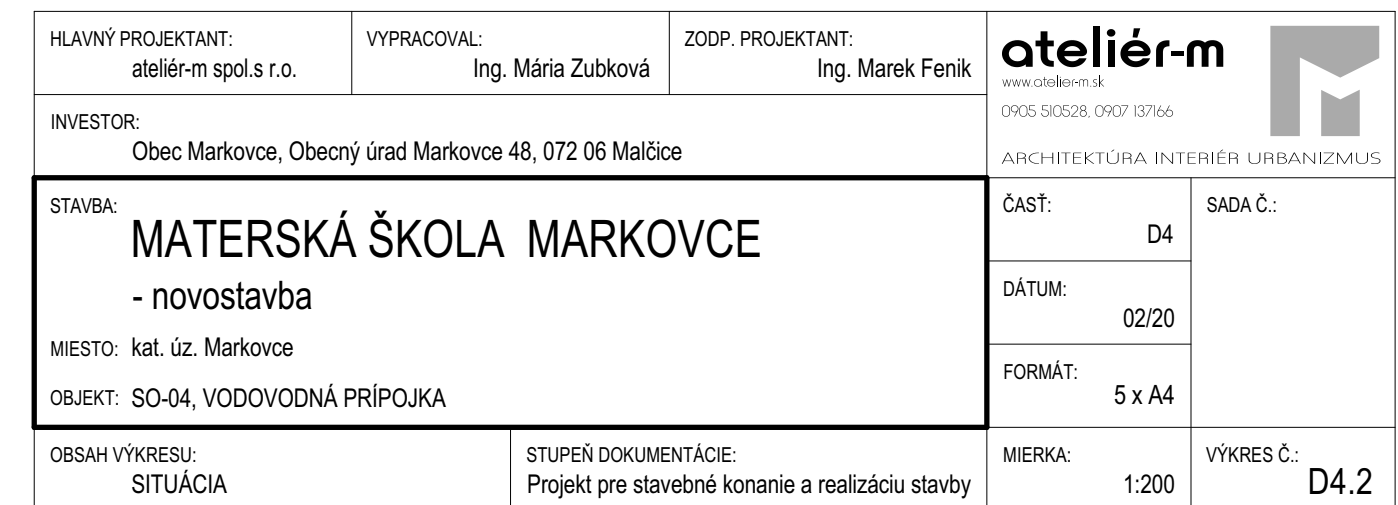 HLAVNÝ PROJEKTANT:
ateliér-m spol.s r.o.
VYPRACOVAL:
Ing. Mária Zubková
ZODP. PROJEKTANT:
Ing. Marek Fenik
ateliér-m
www.atelier-m.sk
0905 510528, 0907 137166
ARCHITEKTÚRA INTERIÉR URBANIZMUS
INVESTOR:
Obec Markovce, Obecný úrad Markovce 48, 072 06 Malčice
STAVBA:
MATERSKÁ ŠKOLA MARKOVCE
- novostavba
MIESTO: kat. úz. Markovce
OBJEKT: SO-04, VODOVODNÁ PRÍPOJKA
ČASŤ:
D4
SADA Č.:
DÁTUM:
02/20
FORMÁT:
5 x A4
OBSAH VÝKRESU:
SITUÁCIA
STUPEŇ DOKUMENTÁCIE:
Projekt pre stavebné konanie a realizáciu stavby
MIERKA:
1:200
VÝKRES Č.:
D4.2